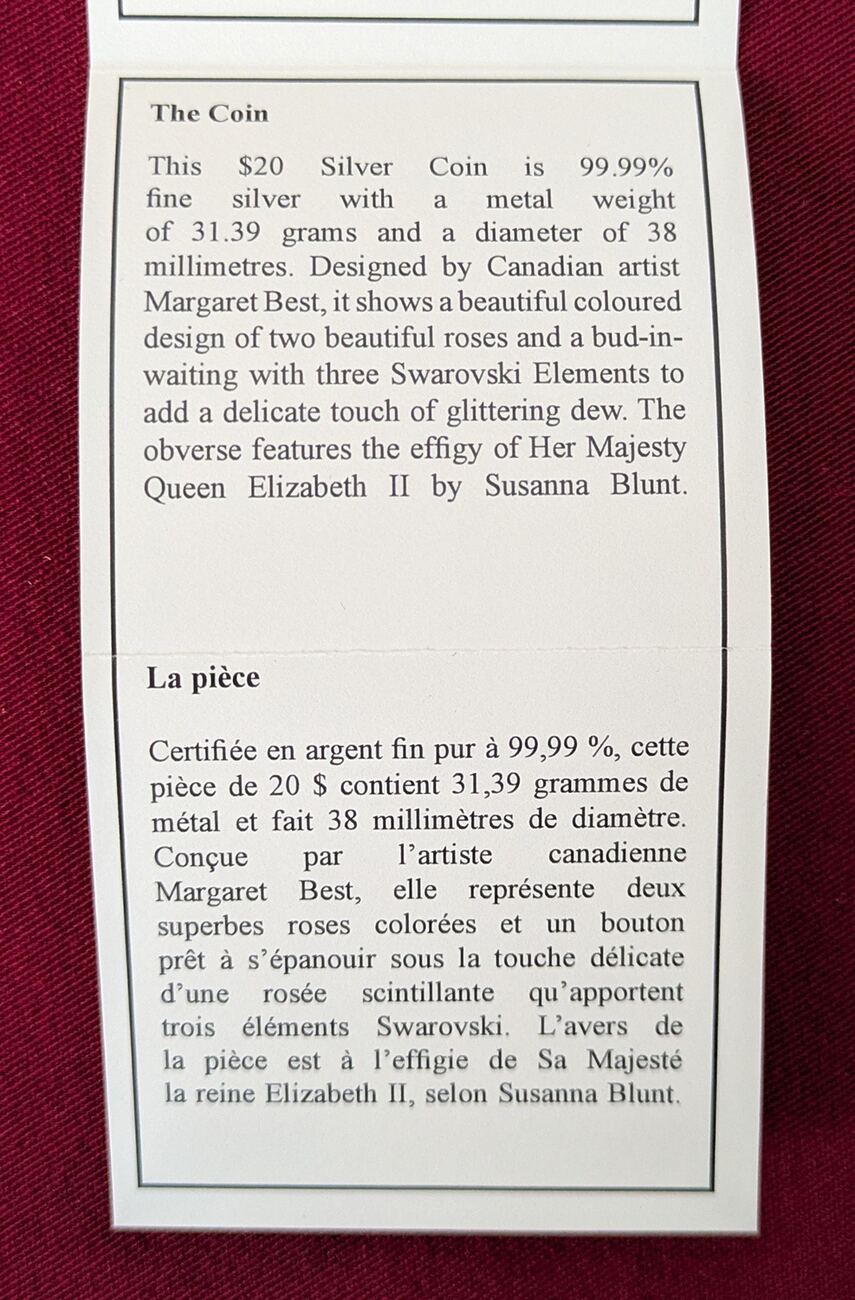 The Coin
This $20 Silver Coin is 99.99%
fine silver with a metal weight
of 31.39 grams and a diameter of 38
millimetres. Designed by Canadian artist
Margaret Best, it shows a beautiful coloured
design of two beautiful roses and a bud-in-
waiting with three Swarovski Elements to
add a delicate touch of glittering dew. The
obverse features the effigy of Her Majesty
Queen Elizabeth II by Susanna Blunt.
La pièce
Certifiée en argent fin pur à 99,99 %, cette
pièce de 20 $ contient 31,39 grammes de
métal et fait 38 millimètres de diamètre.
Conçue par l’artiste canadienne
Margaret Best, elle représente deux
superbes roses colorées et un bouton
prêt à s’épanouir sous la touche délicate
d’une rosée scintillante qu’apportent
trois éléments Swarovski. L’avers de
la pièce est à l’effigie de Sa Majesté
la reine Elizabeth II, selon Susanna Blunt.